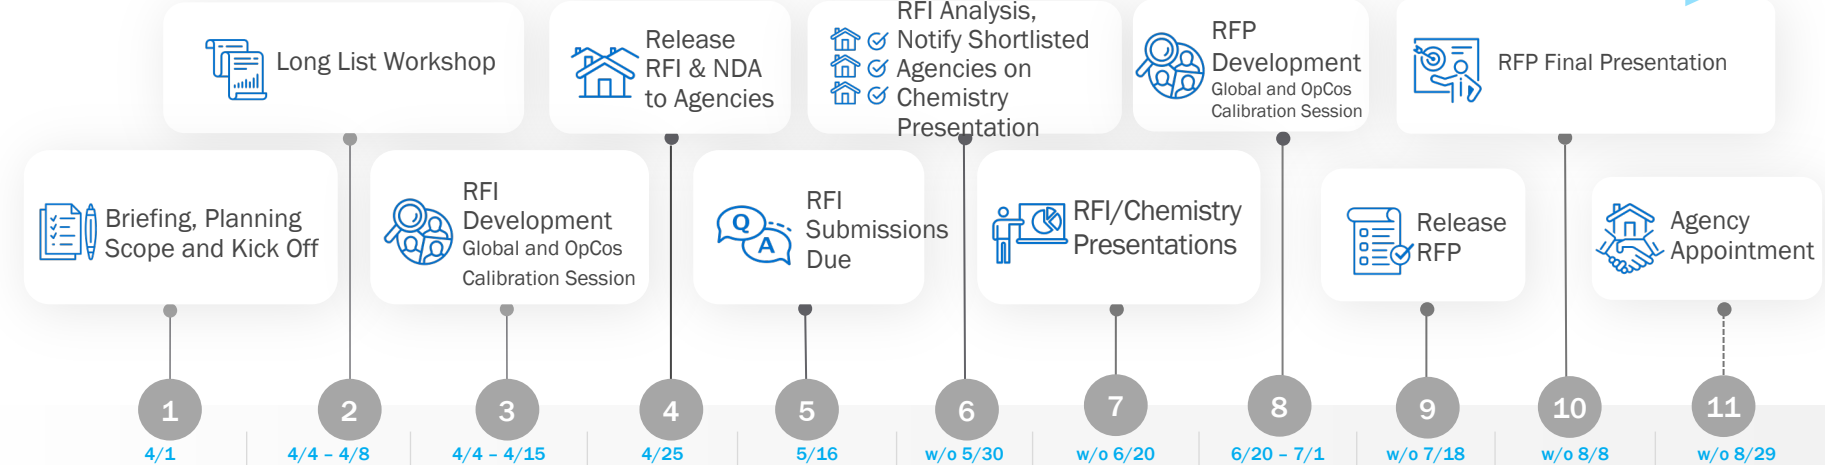 Long List Workshop
Release
RFI & NDA
to Agencies
RFI Analysis,
Notify Shortlisted
Agencies on
Chemistry
Presentation
RFP
Development
Global and OpCos
Calibration Session
RFP Final Presentation
Briefing, Planning
Scope and Kick Off
RFI
Development
Global and OpCos
Calibration Session
Q
A
RFI
Submissions
Due
RFI/Chemistry
Presentations
Release
RFP
Agency
Appointment
1
2
3
4
5
6
7
8
9
10
11
4/1
4/4 – 4/8
4/4 – 4/15
4/25
5/16
w/o 5/30
w/o 6/20
6/20 – 7/1
w/o 7/18
w/o 8/8
w/o 8/29